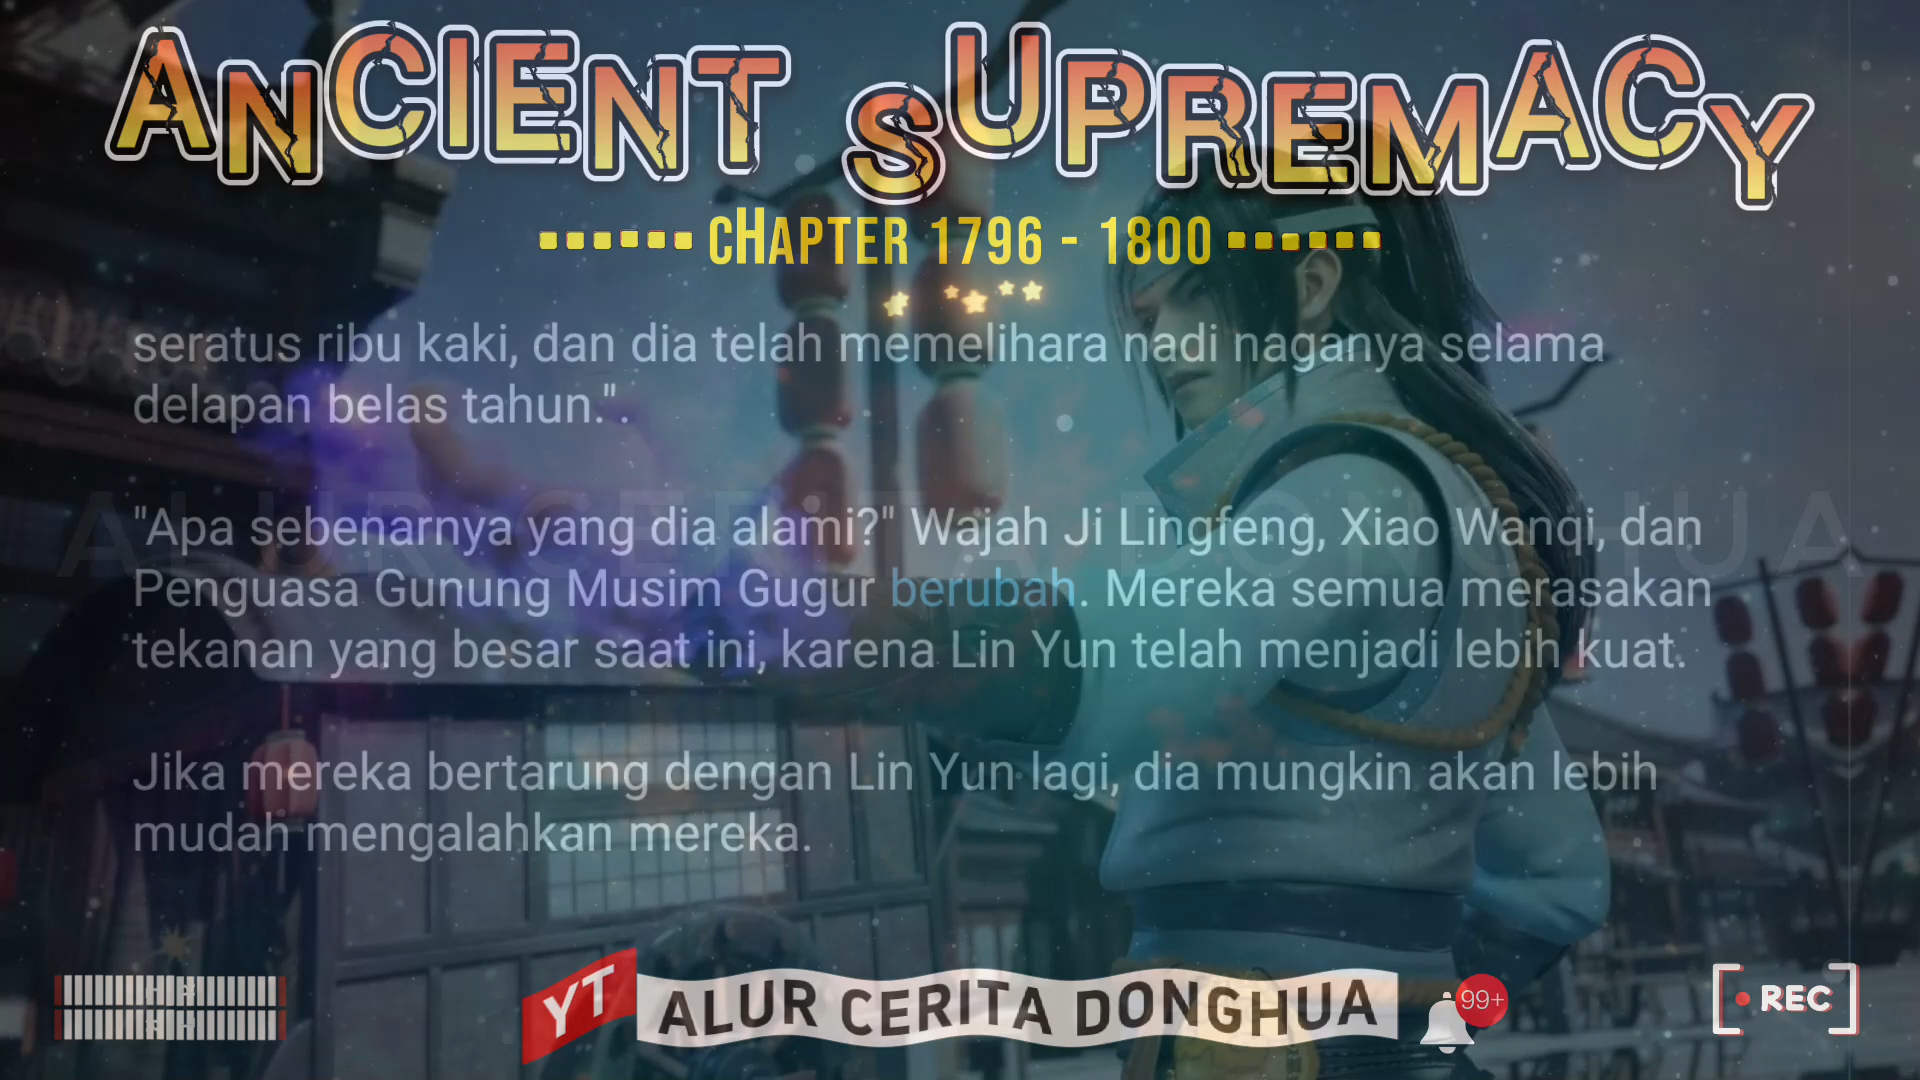 ANCIENT SUPREMACY
CHAPTER 1796 - 1800
seratus ribu kaki, dan dia telah memelihara nadi naganya selama
delapan belas tahun.".
"Apa sebenarnya yang dia alami?" Wajah Ji Lingfeng, Xiao Wanqi, dan
Penguasa Gunung Musim Gugur berubah. Mereka semua merasakan
tekanan yang besar saat ini, karena Lin Yun telah menjadi lebih kuat.
ALUR CERITA DONGHUA
Jika mereka bertarung dengan Lin Yun lagi, dia mungkin akan lebih
mudah mengalahkan mereka.
YT ALUR CERITA DONGHUA
99+
REC